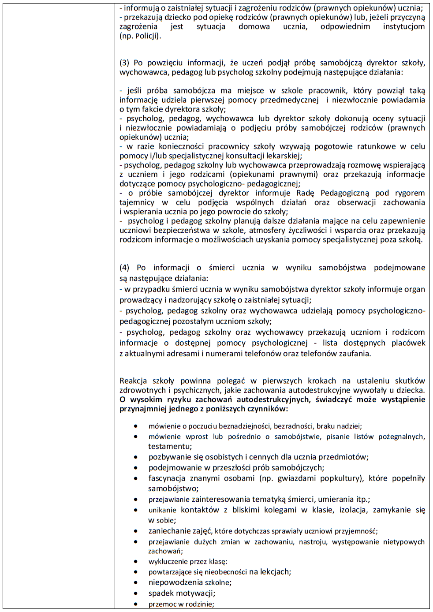 - informują o zaistniałej sytuacji i zagrożeniu rodziców (prawnych opiekunów) ucznia;
- przekazują dziecko pod opiekę rodziców (prawnych opiekunów) lub, jeżeli przyczyną
zagrożenia jest sytuacja domowa ucznia, odpowiednim instytucjom
(np. Policji).
(3) Po powzięciu informacji, że uczeń podjął próbę samobójczą dyrektor szkoły,
wychowawca, pedagog lub psycholog szkolny podejmują następujące działania:
- jeśli próba samobójcza ma miejsce w szkole pracownik, który powziął taką
informację udziela pierwszej pomocy przedmedycznej i niezwłocznie powiadamia
o tym fakcie dyrektora szkoły;
- psycholog, pedagog, wychowawca lub dyrektor szkoły dokonują oceny sytuacji
i niezwłocznie powiadamiają o podjęciu próby samobójczej rodziców (prawnych
opiekunów) ucznia;
- w razie konieczności pracownicy szkoły wzywają pogotowie ratunkowe w celu
pomocy i/lub specjalistycznej konsultacji lekarskiej;
-psycholog, pedagog szkolny lub wychowawca przeprowadzają rozmowę wspierającą
z uczniem i jego rodzicami (opiekunami prawnymi) oraz przekazują informacje
dotyczące pomocy psychologiczno- pedagogicznej;
- o próbie samobójczej dyrektor informuje Radę Pedagogiczną pod rygorem
tajemnicy w celu podjęcia wspólnych działań oraz obserwacji zachowania
i wspierania ucznia po jego powrocie do szkoły;
- psycholog i pedagog szkolny planują dalsze działania mające na celu zapewnienie
uczniowi bezpieczeństwa w szkole, atmosfery życzliwości i wsparcia oraz przekazują
rodzicom informacje o możliwościach uzyskania pomocy specjalistycznej poza szkołą.
(4) Po informacji o śmierci ucznia w wyniku samobójstwa podejmowane
są następujące działania:
- w przypadku śmierci ucznia w wyniku samobójstwa dyrektor szkoły informuje organ
prowadzący i nadzorujący szkołę o zaistniałej sytuacji;
- psycholog, pedagog szkolny oraz wychowawca udzielają pomocy psychologiczno-
pedagogicznej pozostałym uczniom szkoły;
- psycholog, pedagog szkolny oraz wychowawcy przekazują uczniom i rodzicom
informacje o dostępnej pomocy psychologicznej - lista dostępnych placówek
z aktualnymi adresami i numerami telefonów oraz telefonów zaufania.
Reakcja szkoły powinna polegać w pierwszych krokach na ustaleniu skutków
zdrowotnych i psychicznych, jakie zachowania autodestrukcyjne wywołały u dziecka.
O wysokim ryzyku zachowań autodestrukcyjnych, świadczyć może wystąpienie
przynajmniej jednego z poniższych czynników:
• mówienie o poczuciu beznadziejności, bezradności, braku nadziei;
• mówienie wprost lub pośrednio o samobójstwie, pisanie listów pożegnalnych,
testamentu;
• pozbywanie się osobistych i cennych dla ucznia przedmiotów;
• podejmowanie w przeszłości prób samobójczych;
• fascynacja znanymi osobami (np. gwiazdami popkultury), które popełniły
samobójstwo;
• przejawianie zainteresowania tematyką śmierci, umierania itp.;
• unikanie kontaktów z bliskimi kolegami w klasie, izolacja, zamykanie się
w sobie;
• zaniechanie zajęć, które dotychczas sprawiały uczniowi przyjemność;
• przejawianie dużych zmian w zachowaniu, nastroju, występowanie nietypowych
zachowań;
• wykluczenie przez klasę;
• powtarzające się nieobecności na lekcjach;
• niepowodzenia szkolne;
• spadek motywacji;
• przemoc w rodzinie;